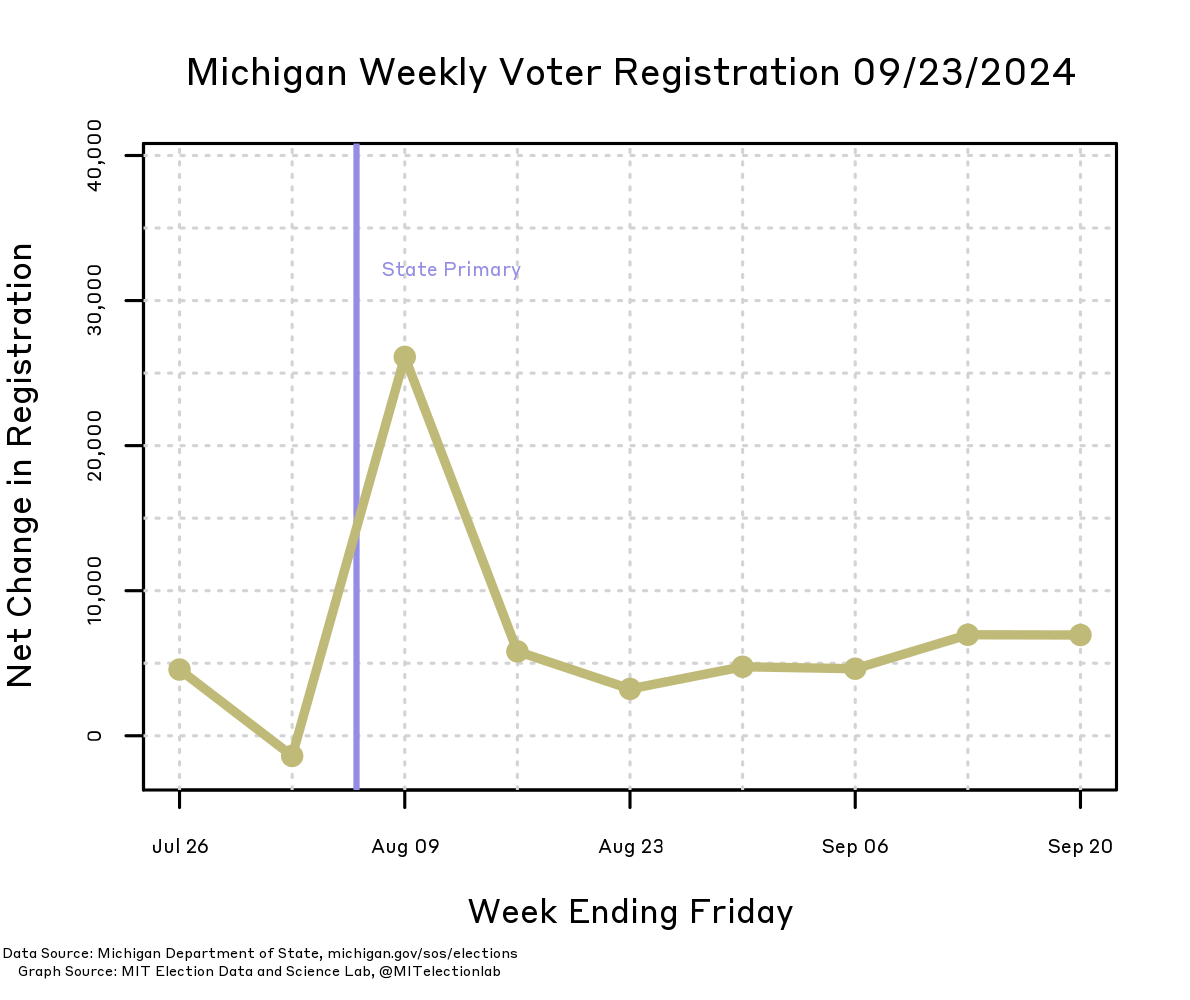 Michigan Weekly Voter Registration 09/23/2024
Net Change in Registration
40,000
30,000
20,000
10,000
0
State Primary
Jul 26 Aug 09 Aug 23 Sep 06 Sep 20
Week Ending Friday
Data Source: Michigan Department of State, michigan.gov/sos/elections
Graph Source: MIT Election Data and Science Lab, @MITelectionlab